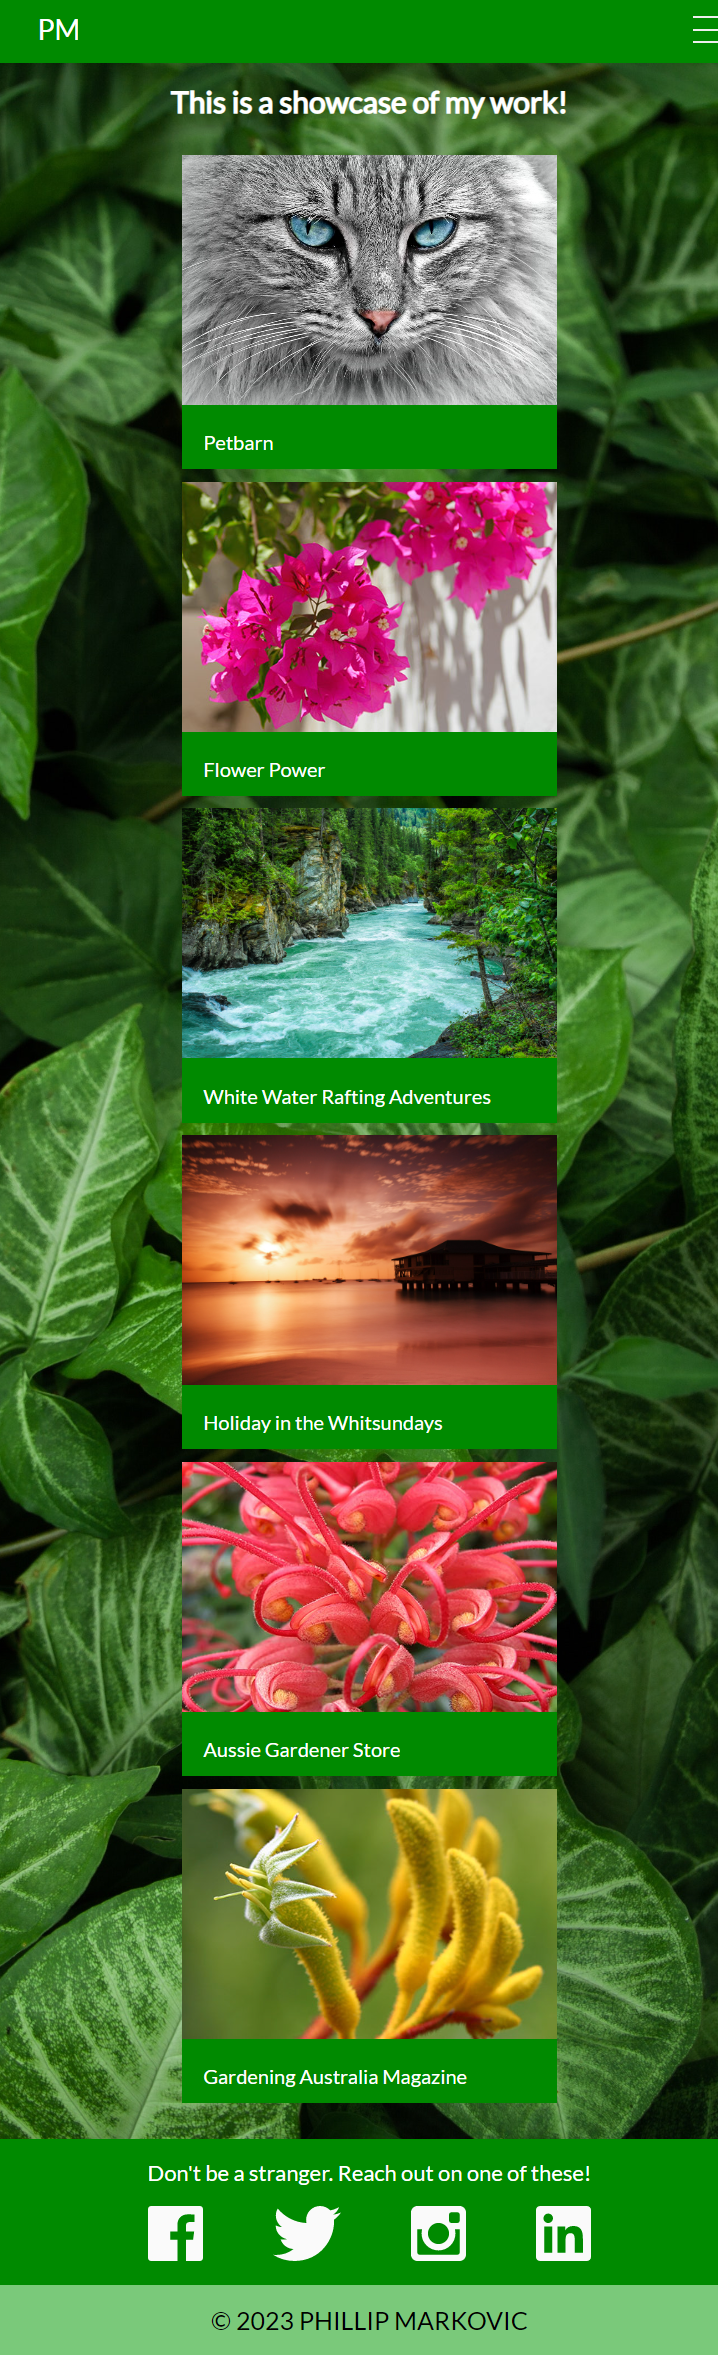 PM
This is a showcase of my work!
Petbarn
Flower Power
White Water Rafting Adventures
Holiday in the Whitsundays
Aussie Gardener Store
Gardening Australia Magazine
Don't be a stranger. Reach out on one of these!
© 2023 PHILLIP MARKOVIC